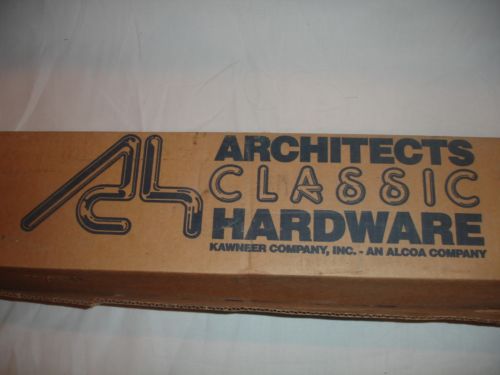 ACH
ARCHITECTS
CLASSIC
HARDWARE
KAWNEER COMPANY, INC. - AN ALCOA COMPANY